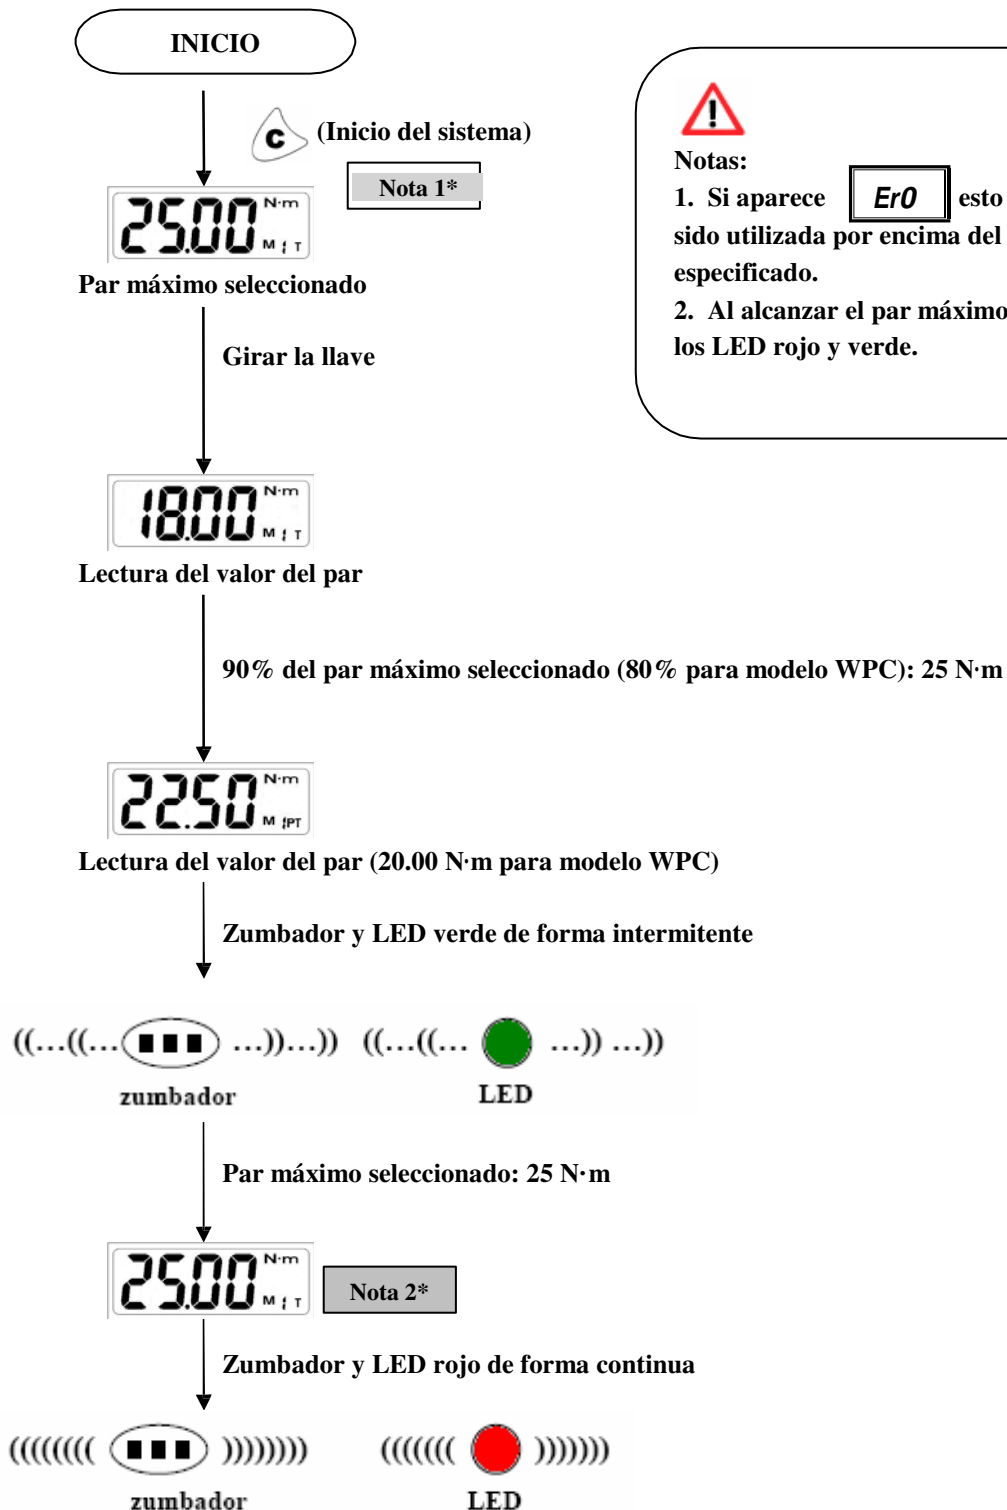 INICIO
C (Inicio del sistema)
Nota 1*
25.00 N·m
M 1 T
Par máximo seleccionado
Girar la llave
18.00 N·m
M 1 T
Lectura del valor del par
90% del par máximo seleccionado (80% para modelo WPC): 25 N·m
22.50 N·m
M 1PT
Lectura del valor del par (20.00 N·m para modelo WPC)
Zumbador y LED verde de forma intermitente
((…((… …))…)) ((…((… …)) …))
zumbador LED
Par máximo seleccionado: 25 N·m
25.00 N·m
M 1 T
Nota 2*
Zumbador y LED rojo de forma continua
(((((((( )))))))) ((((((( )))))))
zumbador LED
Notas:
1. Si aparece Er0 esto
sido utilizada por encima del
especificado.
2. Al alcanzar el par máximo
los LED rojo y verde.